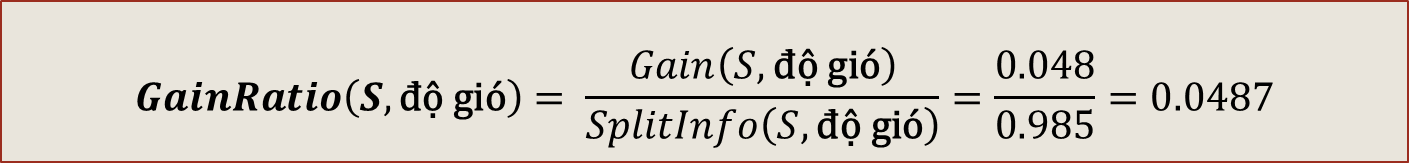 GainRatio(S, độ gió) = Gain(S, độ gió) / SplitInfo(S, độ gió) = 0.048 / 0.985 = 0.0487